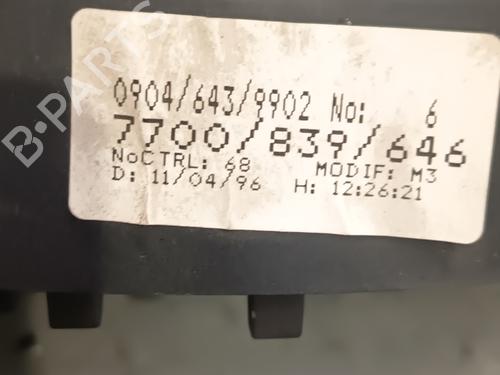 B-PARTS
0904/643/9902 No: 6
7700/839/646
NoCTRL: 68 MODIF: M3
D: 11/04/96 H: 12:26:21